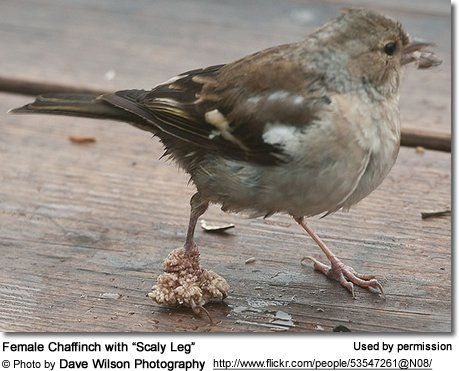 Female Chaffinch with “Scaly Leg” Used by permission
© Photo by Dave Wilson Photography http://www.flickr.com/people/53547261@N08/